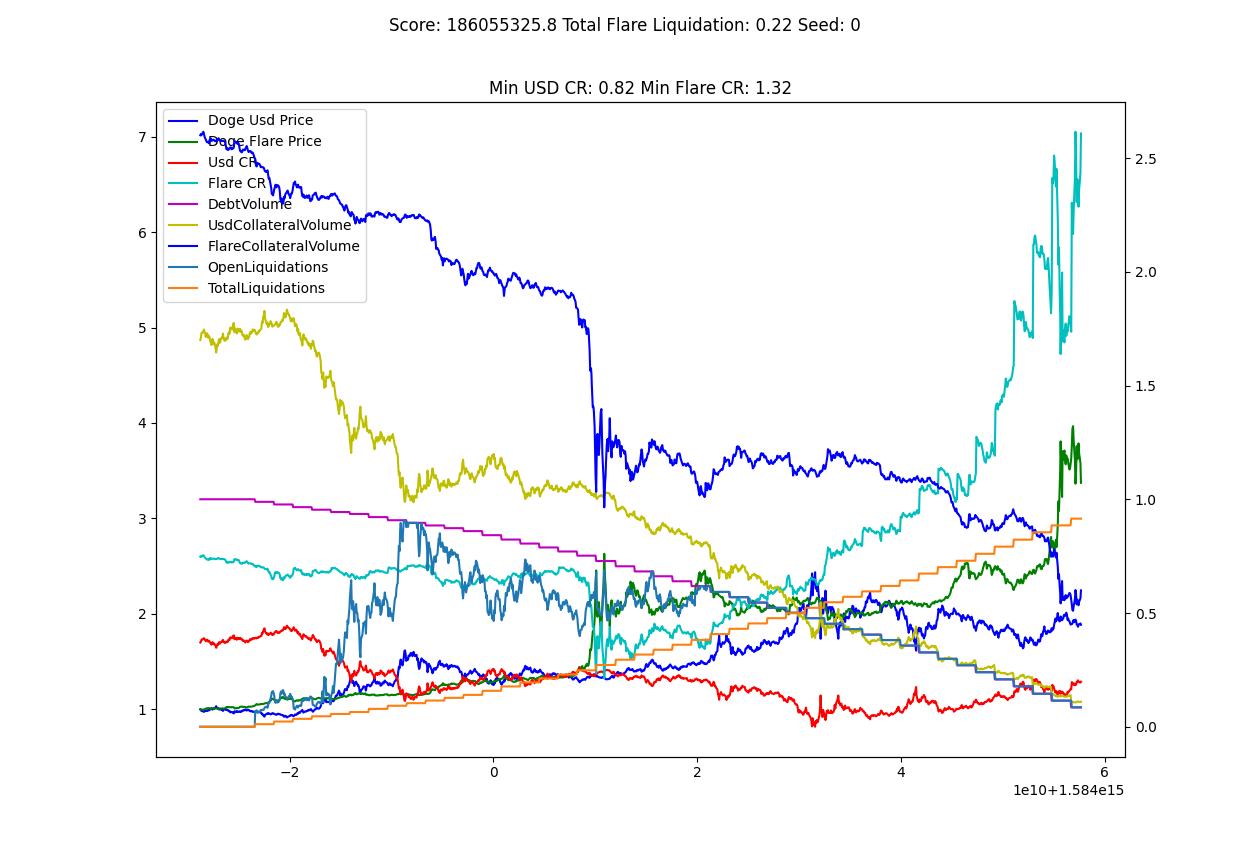 Score: 186055325.8 Total Flare Liquidation: 0.22 Seed: 0
Min USD CR: 0.82 Min Flare CR: 1.32
Doge Usd Price
Doge Flare Price
Usd CR
Flare CR
DebtVolume
UsdCollateralVolume
FlareCollateralVolume
OpenLiquidations
TotalLiquidations
7
6
5
4
3
2
1
2.5
2.0
1.5
1.0
0.5
0.0
−2
0
2
4
6
1e10+1.584e15